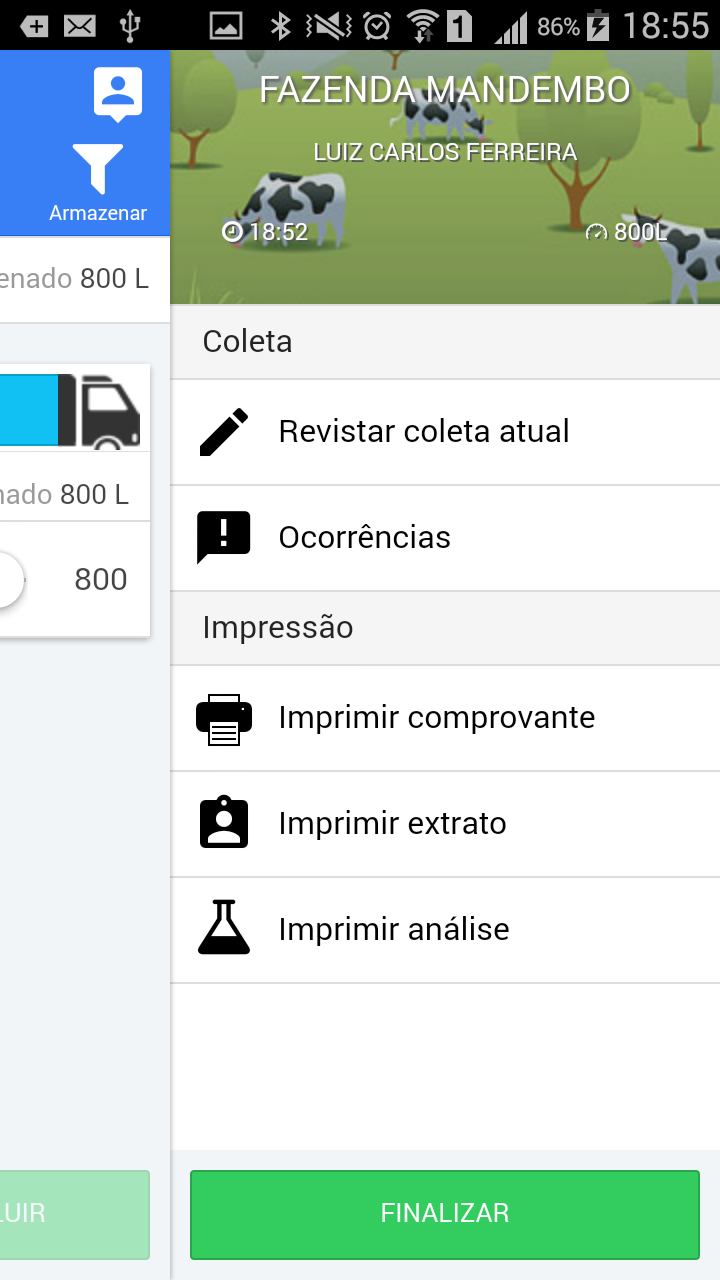 1
86%
18:55
Armazenar
enado 800 L
nado 800 L
800
LUIR
FAZENDA MANDEMBO
LUIZ CARLOS FERREIRA
18:52
800L
Coleta
Revistar coleta atual
Ocorrências
Impressão
Imprimir comprovante
Imprimir extrato
Imprimir análise
FINALIZAR